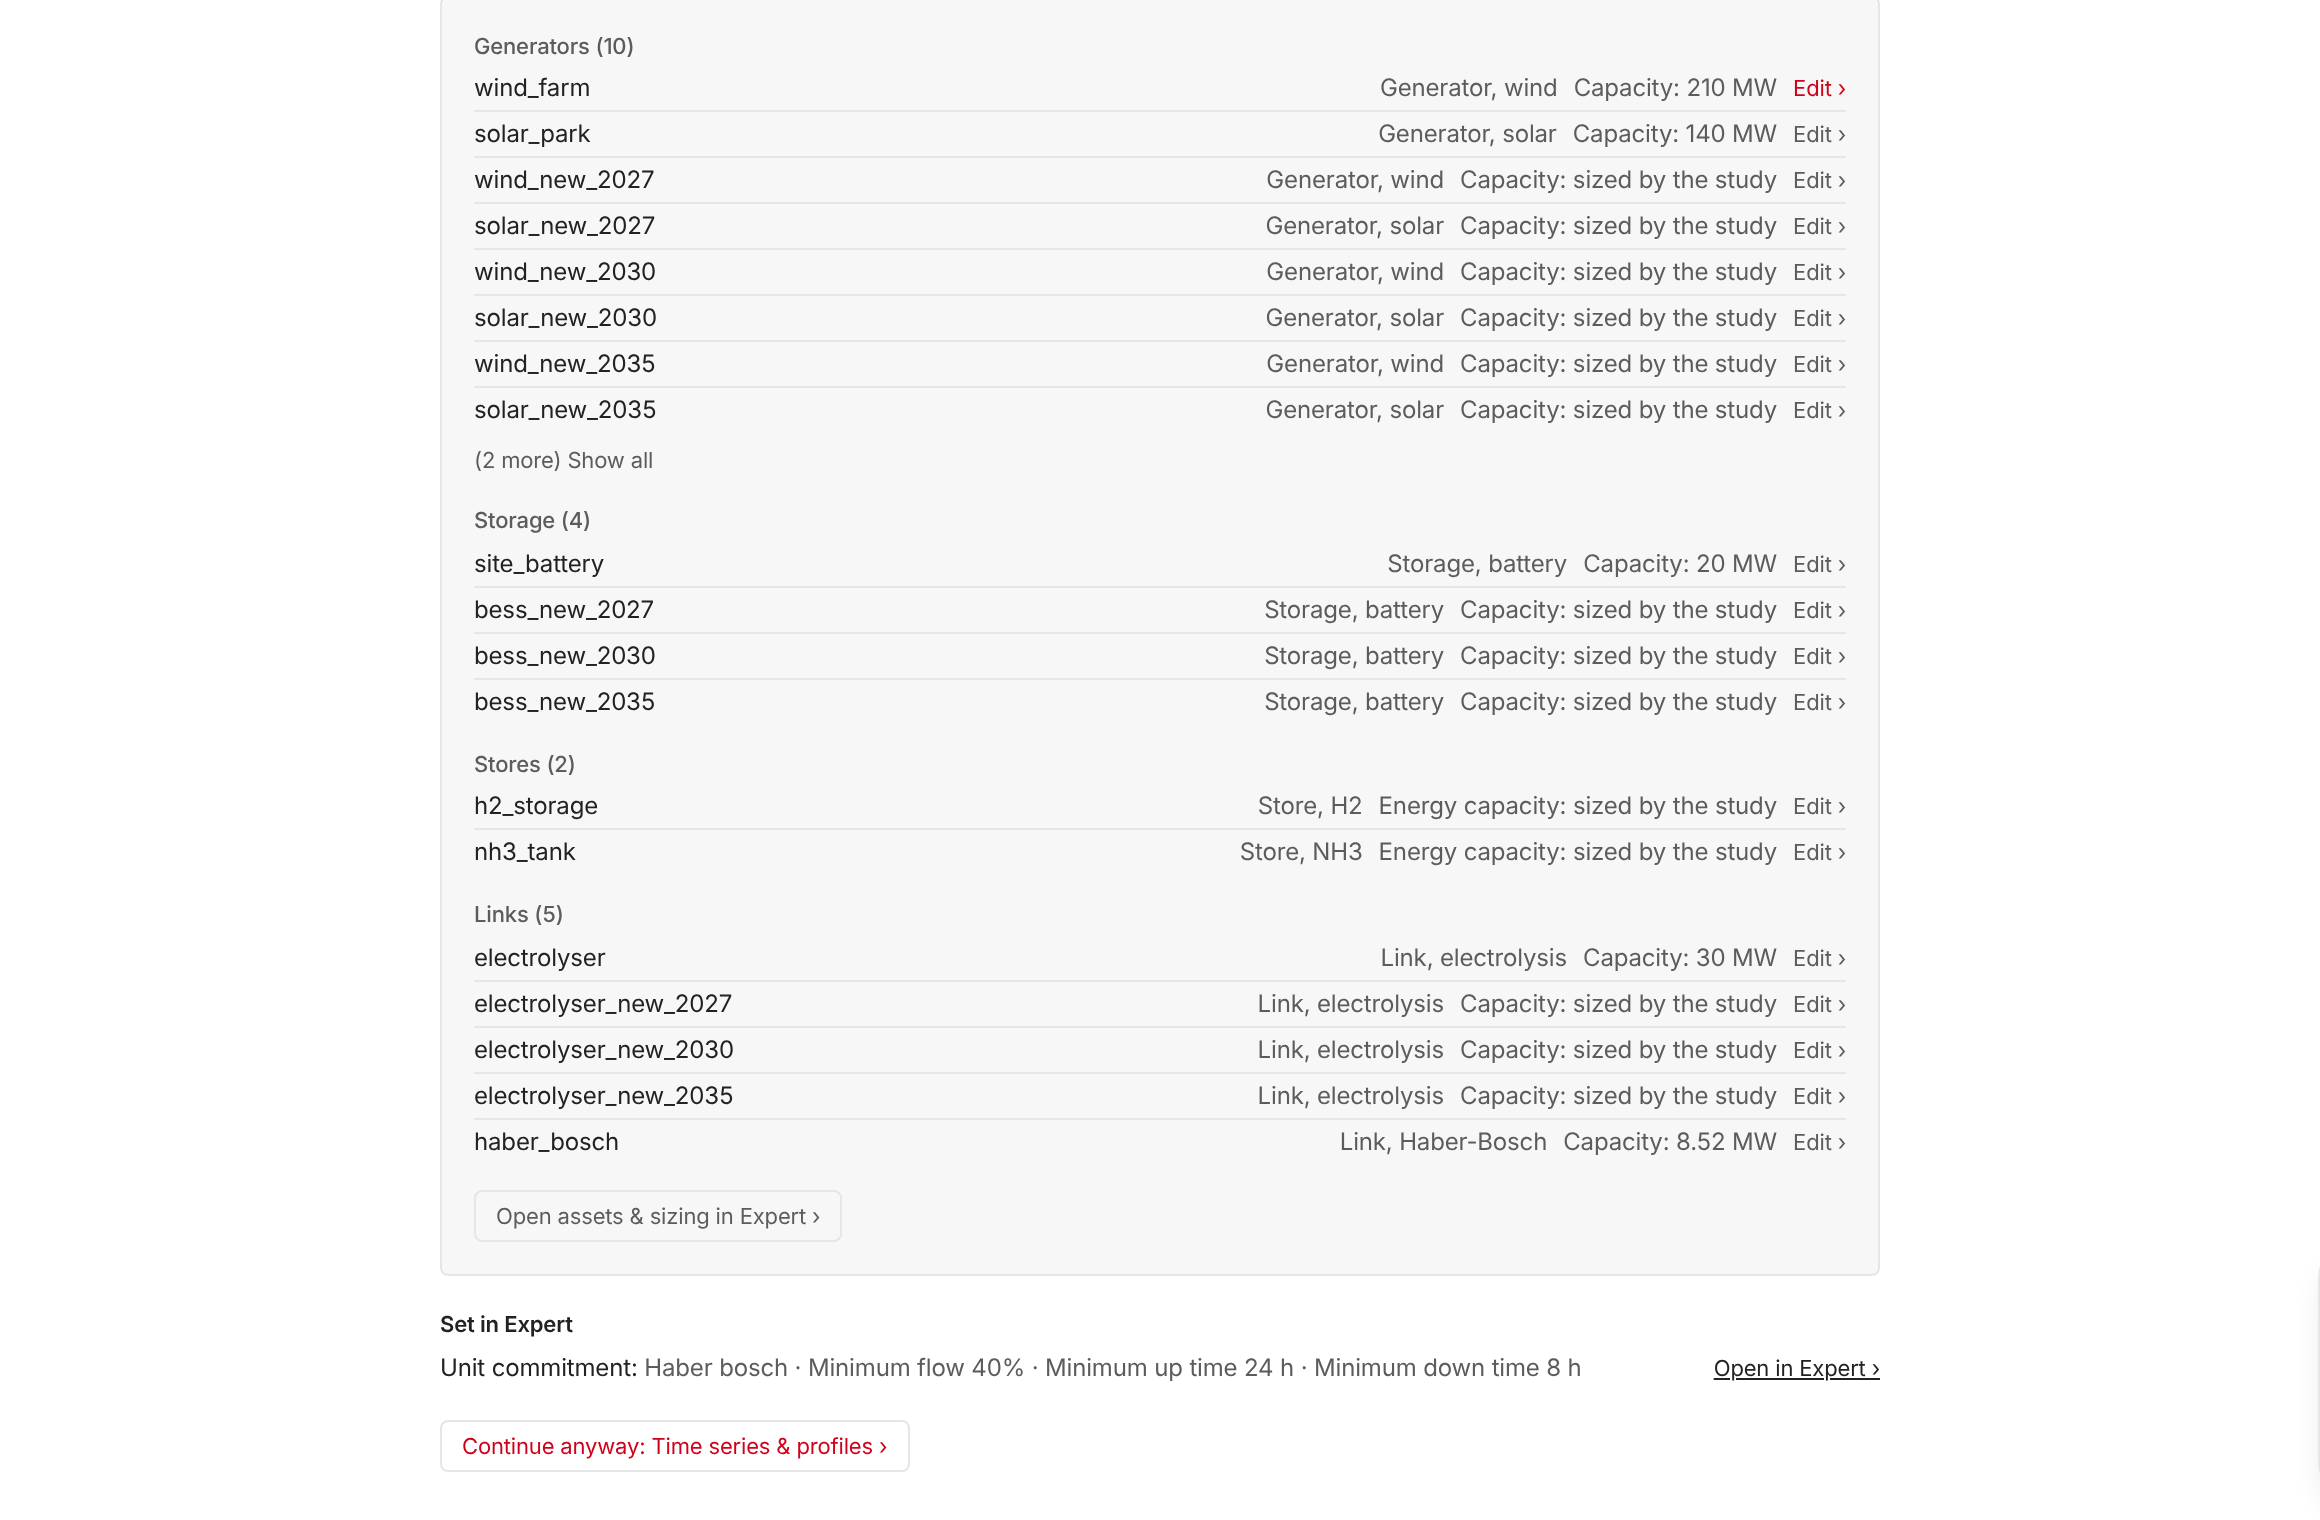 Generators (10)
wind_farm Generator, wind Capacity: 210 MW Edit ›
solar_park Generator, solar Capacity: 140 MW Edit ›
wind_new_2027 Generator, wind Capacity: sized by the study Edit ›
solar_new_2027 Generator, solar Capacity: sized by the study Edit ›
wind_new_2030 Generator, wind Capacity: sized by the study Edit ›
solar_new_2030 Generator, solar Capacity: sized by the study Edit ›
wind_new_2035 Generator, wind Capacity: sized by the study Edit ›
solar_new_2035 Generator, solar Capacity: sized by the study Edit ›
(2 more) Show all
Storage (4)
site_battery Storage, battery Capacity: 20 MW Edit ›
bess_new_2027 Storage, battery Capacity: sized by the study Edit ›
bess_new_2030 Storage, battery Capacity: sized by the study Edit ›
bess_new_2035 Storage, battery Capacity: sized by the study Edit ›
Stores (2)
h2_storage Store, H2 Energy capacity: sized by the study Edit ›
nh3_tank Store, NH3 Energy capacity: sized by the study Edit ›
Links (5)
electrolyser Link, electrolysis Capacity: 30 MW Edit ›
electrolyser_new_2027 Link, electrolysis Capacity: sized by the study Edit ›
electrolyser_new_2030 Link, electrolysis Capacity: sized by the study Edit ›
electrolyser_new_2035 Link, electrolysis Capacity: sized by the study Edit ›
haber_bosch Link, Haber-Bosch Capacity: 8.52 MW Edit ›
Open assets & sizing in Expert ›
Set in Expert
Unit commitment: Haber bosch · Minimum flow 40% · Minimum up time 24 h · Minimum down time 8 h Open in Expert ›
Continue anyway: Time series & profiles ›